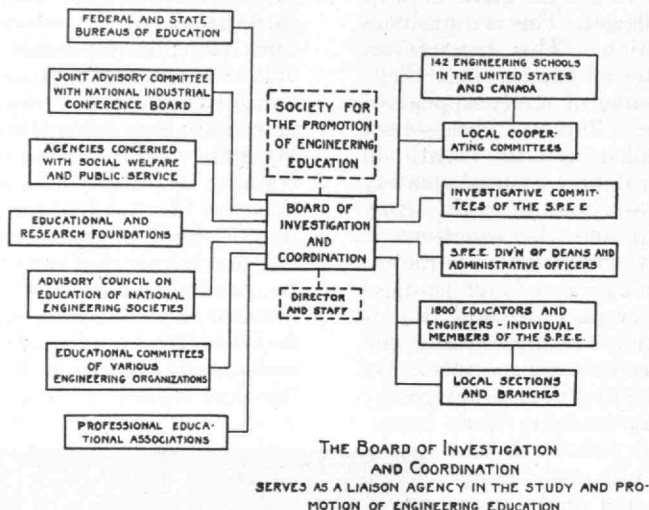 FEDERAL AND STATE
BUREAUS OF EDUCATION
JOINT ADVISORY COMMITTEE
WITH NATIONAL INDUSTRIAL
CONFERENCE BOARD
AGENCIES CONCERNED
WITH SOCIAL WELFARE
AND PUBLIC SERVICE
EDUCATIONAL AND
RESEARCH FOUNDATIONS
ADVISORY COUNCIL ON
EDUCATION OF NATIONAL
ENGINEERING SOCIETIES
EDUCATIONAL COMMITTEES
OF VARIOUS
ENGINEERING ORGANIZATIONS
PROFESSIONAL EDUCA-
TIONAL ASSOCIATIONS
SOCIETY FOR
THE PROMOTION
OF ENGINEERING
EDUCATION
BOARD OF
INVESTIGATION
AND
COORDINATION
DIRECTOR
AND STAFF
142 ENGINEERING SCHOOLS
IN THE UNITED STATES
AND CANADA
LOCAL COOPER-
ATING COMMITTEES
INVESTIGATIVE COMMIT-
TEES OF THE S.P.E.E
S.P.E.E. DIV'N OF DEANS AND
ADMINISTRATIVE OFFICERS
1800 EDUCATORS AND
ENGINEERS - INDIVIDUAL
MEMBERS OF THE S.P.E.E.
LOCAL SECTIONS
AND BRANCHES
THE BOARD OF INVESTIGATION
AND COORDINATION
SERVES AS A LIAISON AGENCY IN THE STUDY AND PRO-
MOTION OF ENGINEERING EDUCATION